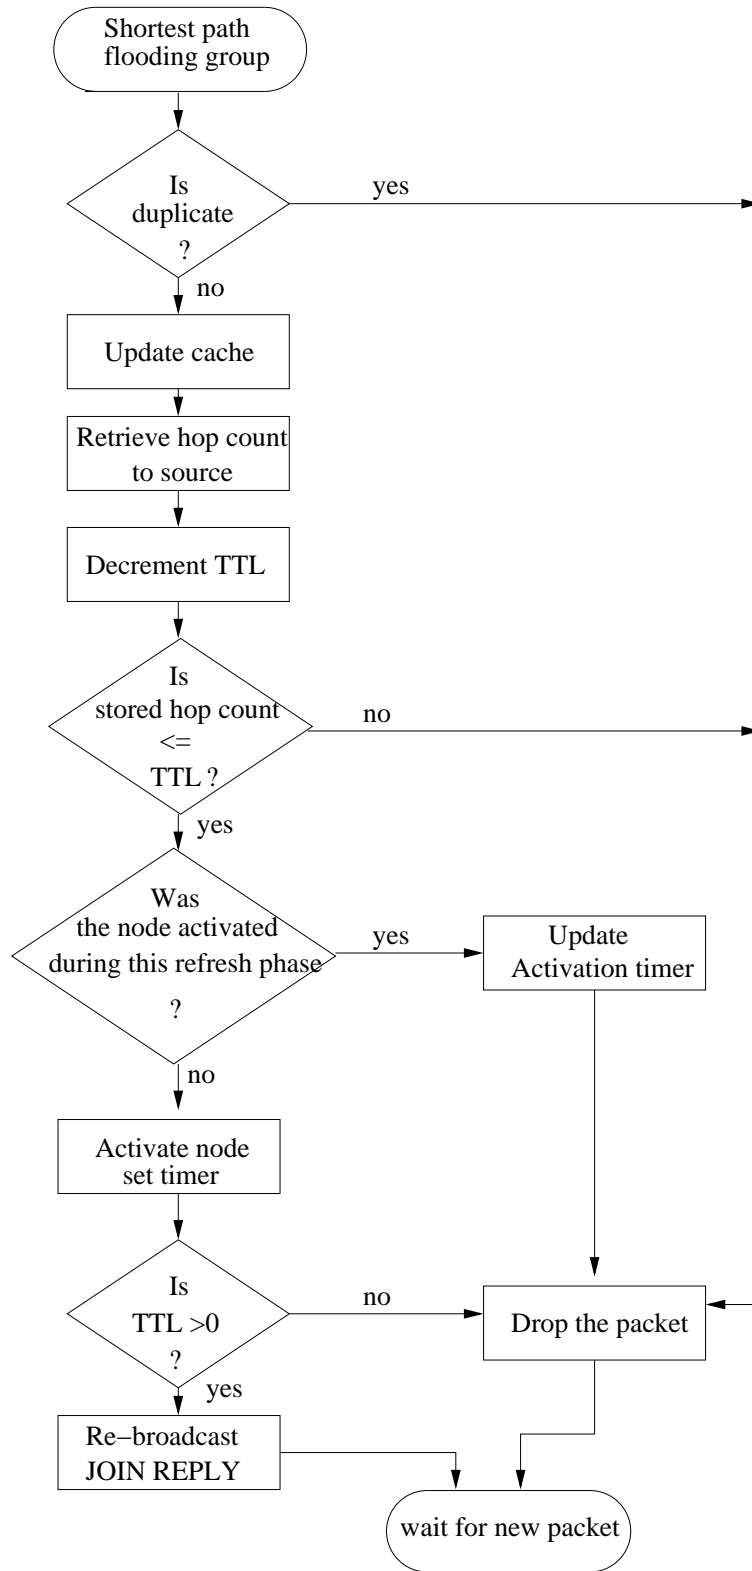 Shortest path
flooding group
Is
duplicate
?
yes
no
Update cache
Retrieve hop count
to source
Decrement TTL
Is
stored hop count
<=
TTL ?
no
yes
Was
the node activated
during this refresh phase
?
yes
Update
Activation timer
no
Activate node
set timer
Is
TTL >0
?
no
Drop the packet
yes
Re−broadcast
JOIN REPLY
wait for new packet